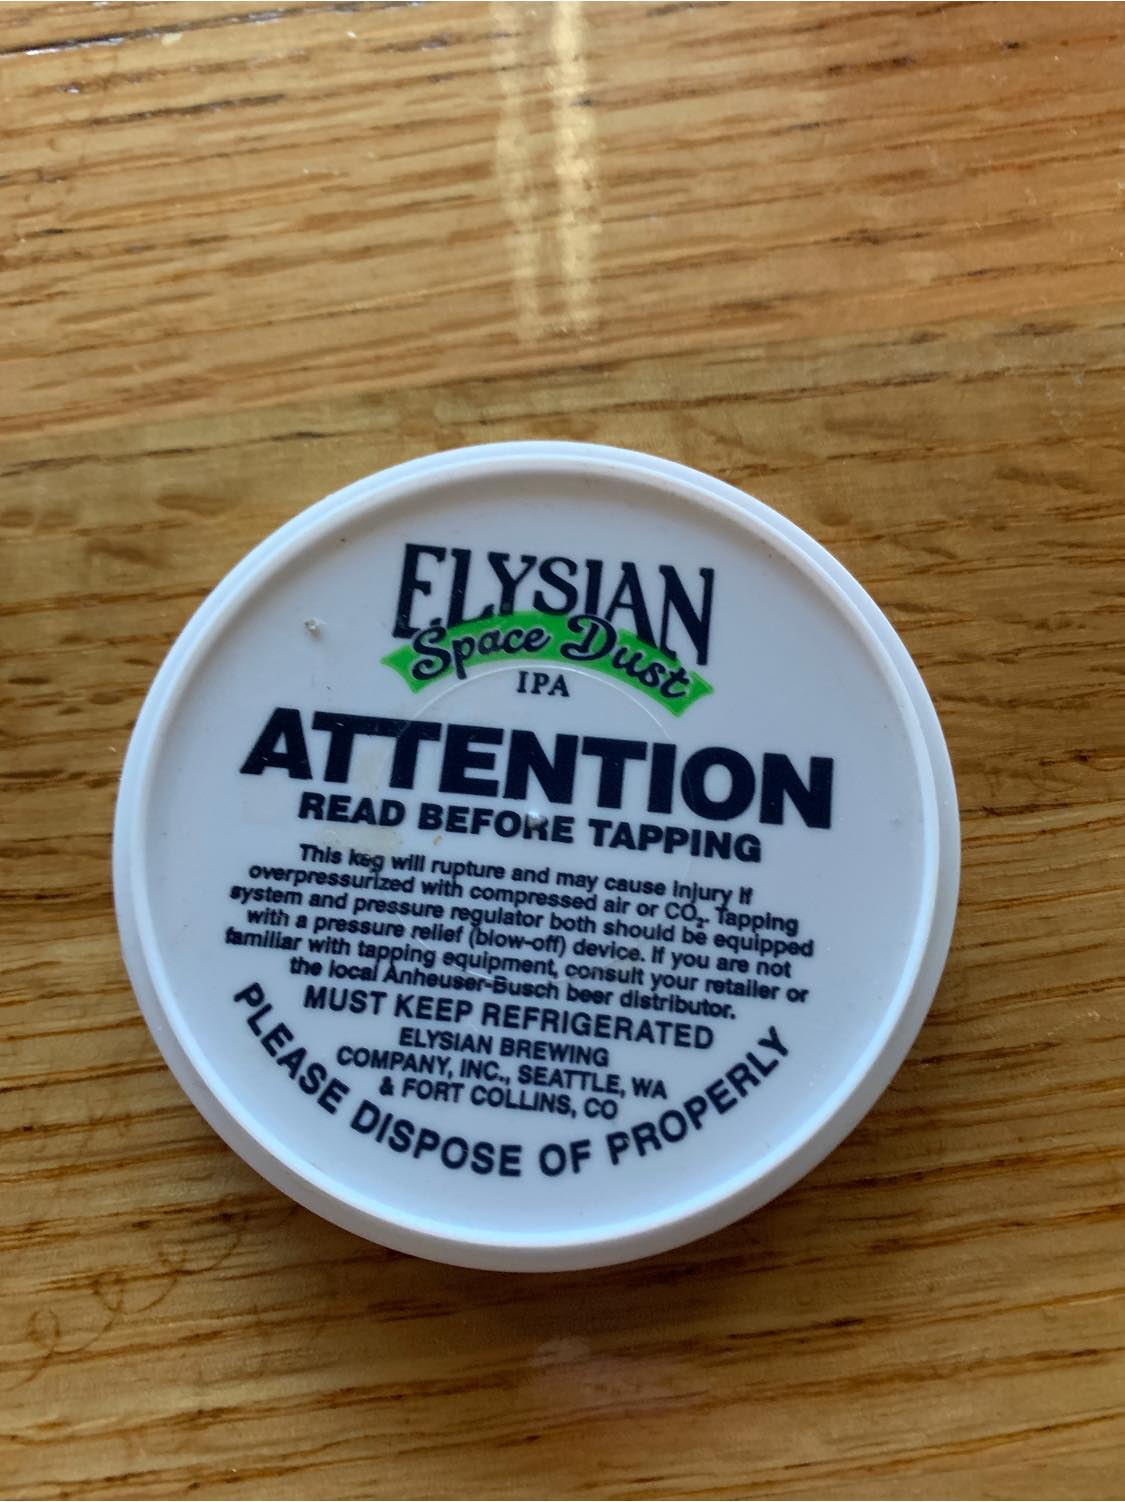 ELYSIAN
Space Dust
IPA
ATTENTION
READ BEFORE TAPPING
This keg will rupture and may cause injury if
overpressurized with compressed air or CO₂. Tapping
system and pressure regulator both should be equipped
with a pressure relief (blow-off) device. If you are not
familiar with tapping equipment, consult your retailer or
the local Anheuser-Busch beer distributor.
MUST KEEP REFRIGERATED
ELYSIAN BREWING
COMPANY, INC., SEATTLE, WA
& FORT COLLINS, CO
PLEASE DISPOSE OF PROPERLY